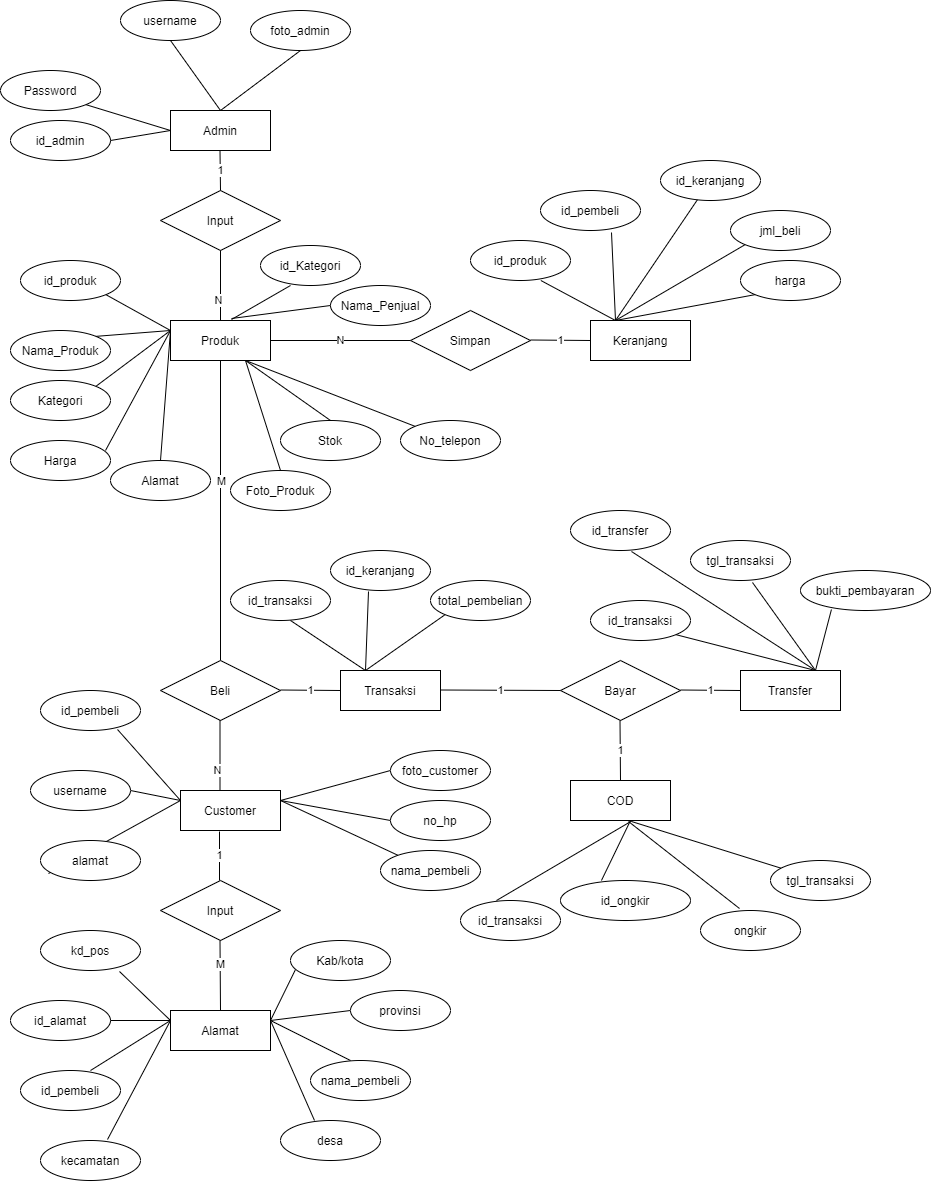 username
foto_admin
Password
Admin
id_admin
1
Input
id_keranjang
id_pembeli
jml_beli
id_produk
harga
id_Kategori
id_produk
N
Nama_Penjual
Produk
N
Simpan
1
Keranjang
Nama_Produk
Kategori
Harga
Alamat
M
Foto_Produk
Stok
No_telepon
id_transfer
tgl_transaksi
bukti_pembayaran
id_transaksi
id_keranjang
id_transaksi
total_pembelian
Beli
1
Transaksi
1
Bayar
1
Transfer
id_pembeli
1
N
username
foto_customer
Customer
COD
no_hp
alamat
1
nama_pembeli
tgl_transaksi
id_ongkir
id_transaksi
ongkir
Input
kd_pos
M
Kab/kota
provinsi
id_alamat
Alamat
nama_pembeli
id_pembeli
desa
kecamatan